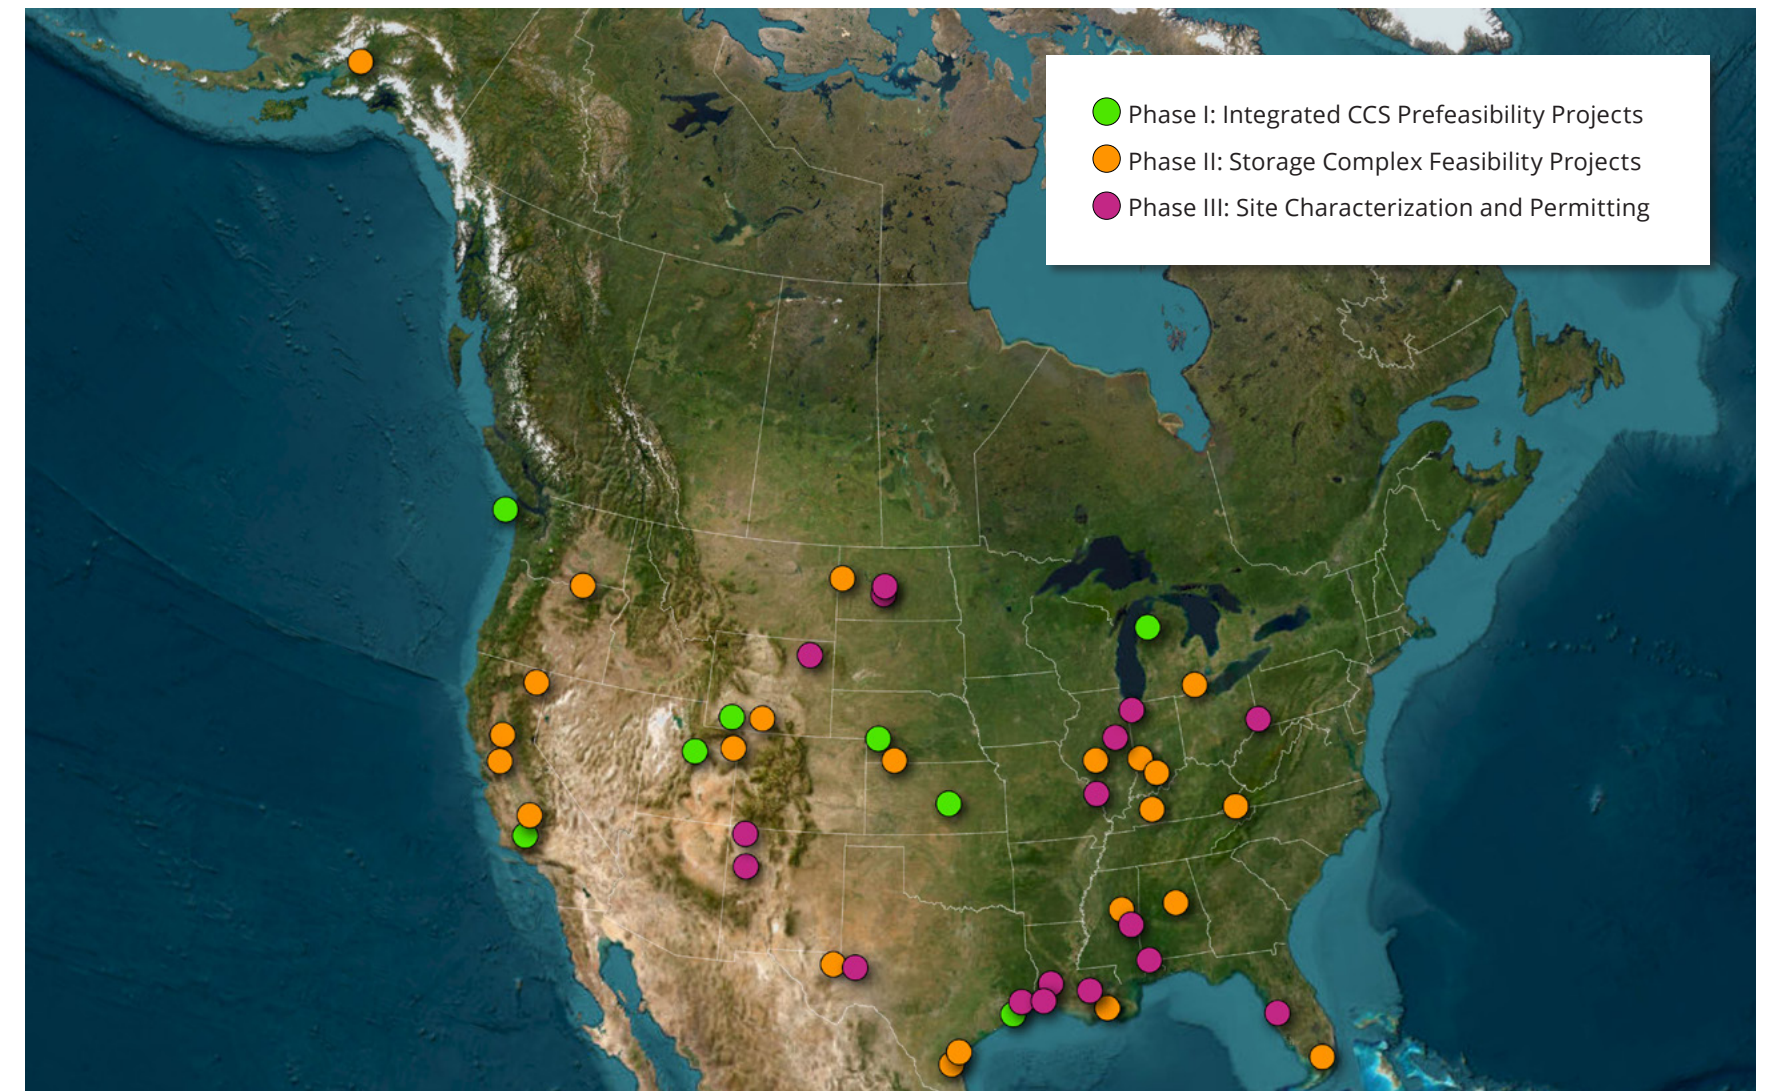 Phase I: Integrated CCS Prefeasibility Projects
Phase II: Storage Complex Feasibility Projects
Phase III: Site Characterization and Permitting